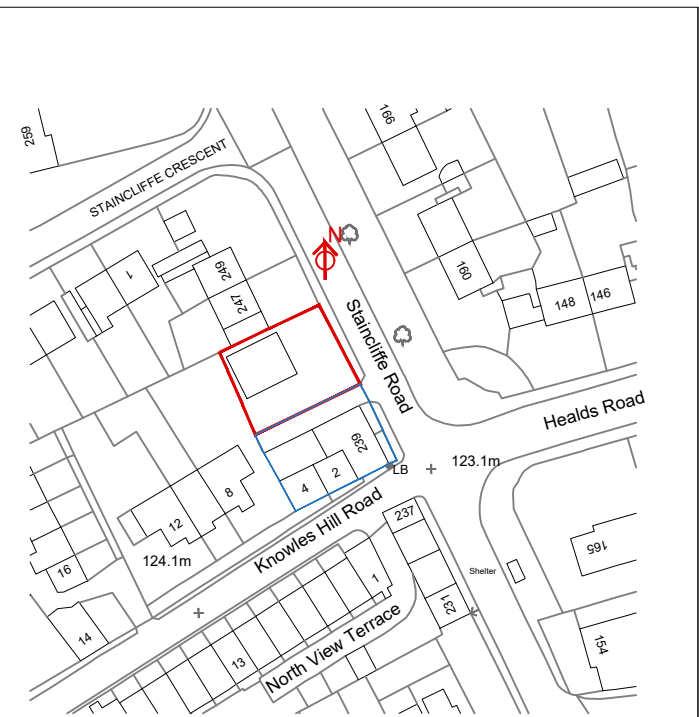 166
259
STAINCLIFFE CRESCENT
N
249
1
160
247
148
146
Staincliffe Road
Healds Road
239
123.1m
LB
2
4
8
12
237
Knowles Hill Road
124.1m
165
16
Shelter
1
231
14
154
13
North View Terrace